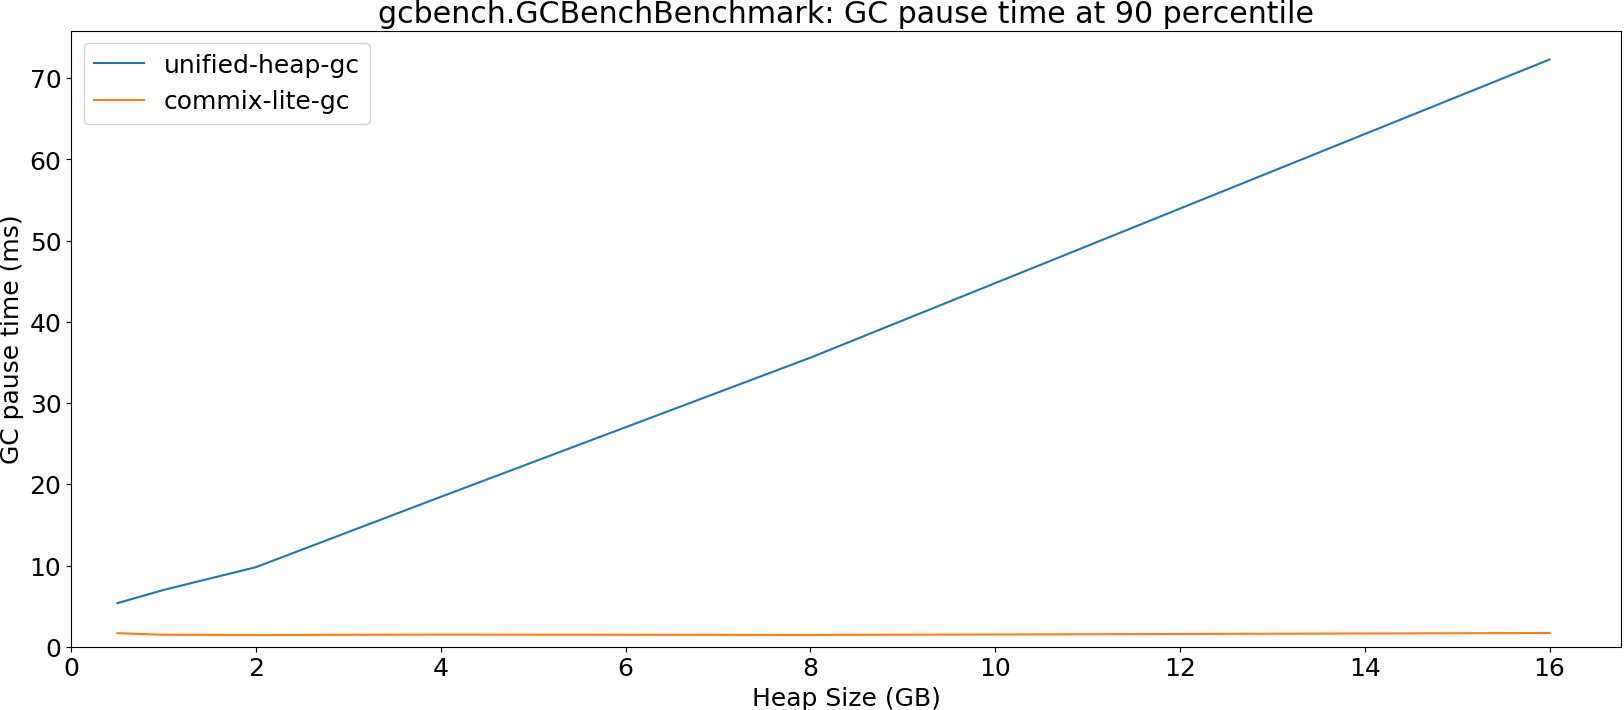 gcbench.GCBenchBenchmark: GC pause time at 90 percentile
unified-heap-gc
commix-lite-gc
GC pause time (ms)
70
60
50
40
30
20
10
0
0 2 4 6 8 10 12 14 16
Heap Size (GB)